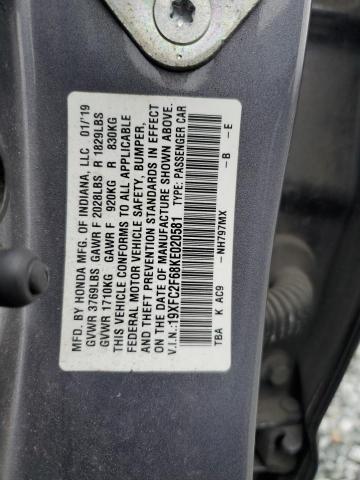 MFD. BY HONDA MFG. OF INDIANA, LLC 01/19
GVWR 3769LBS GAWR F 2028LBS R 1829LBS
GVWR 1710KG GAWR F 920KG R 830KG
THIS VEHICLE CONFORMS TO ALL APPLICABLE
FEDERAL MOTOR VEHICLE SAFETY, BUMPER,
AND THEFT PREVENTION STANDARDS IN EFFECT
ON THE DATE OF MANUFACTURE SHOWN ABOVE.
V.I.N.: 19XFC2F68KE020581 TYPE: PASSENGER CAR
TBA K AC9 -NH797MX -B -E